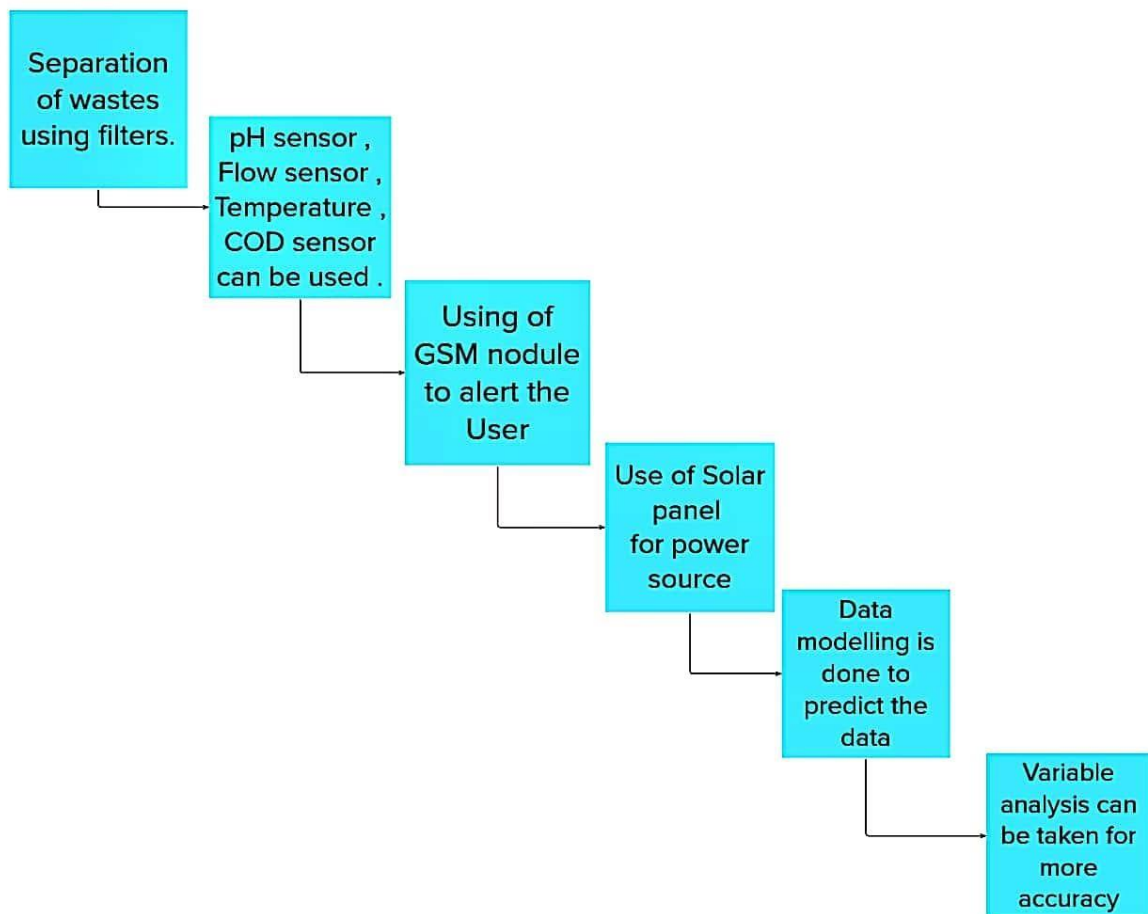 Separation
of wastes
using filters.
pH sensor ,
Flow sensor ,
Temperature ,
COD sensor
can be used .
Using of
GSM nodule
to alert the
User
Use of Solar
panel
for power
source
Data
modelling is
done to
predict the
data
Variable
analysis can
be taken for
more
accuracy